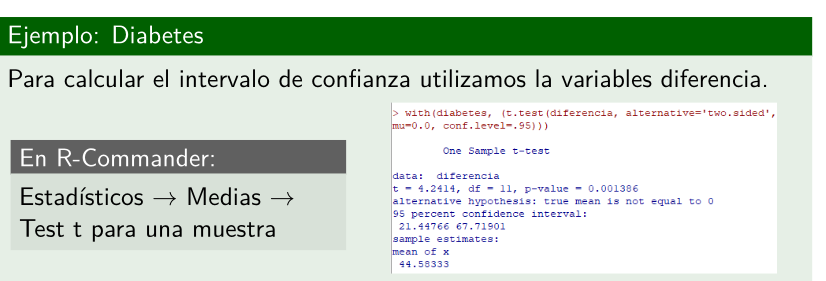 Ejemplo: Diabetes
Para calcular el intervalo de confianza utilizamos la variables diferencia.
En R-Commander:
Estadísticos → Medias →
Test t para una muestra
> with(diabetes, (t.test(diferencia, alternative='two.sided',
mu=0.0, conf.level=.95)))
One Sample t-test
data:  diferencia
t = 4.2414, df = 11, p-value = 0.001386
alternative hypothesis: true mean is not equal to 0
95 percent confidence interval:
21.44766 67.71901
sample estimates:
mean of x
44.58333